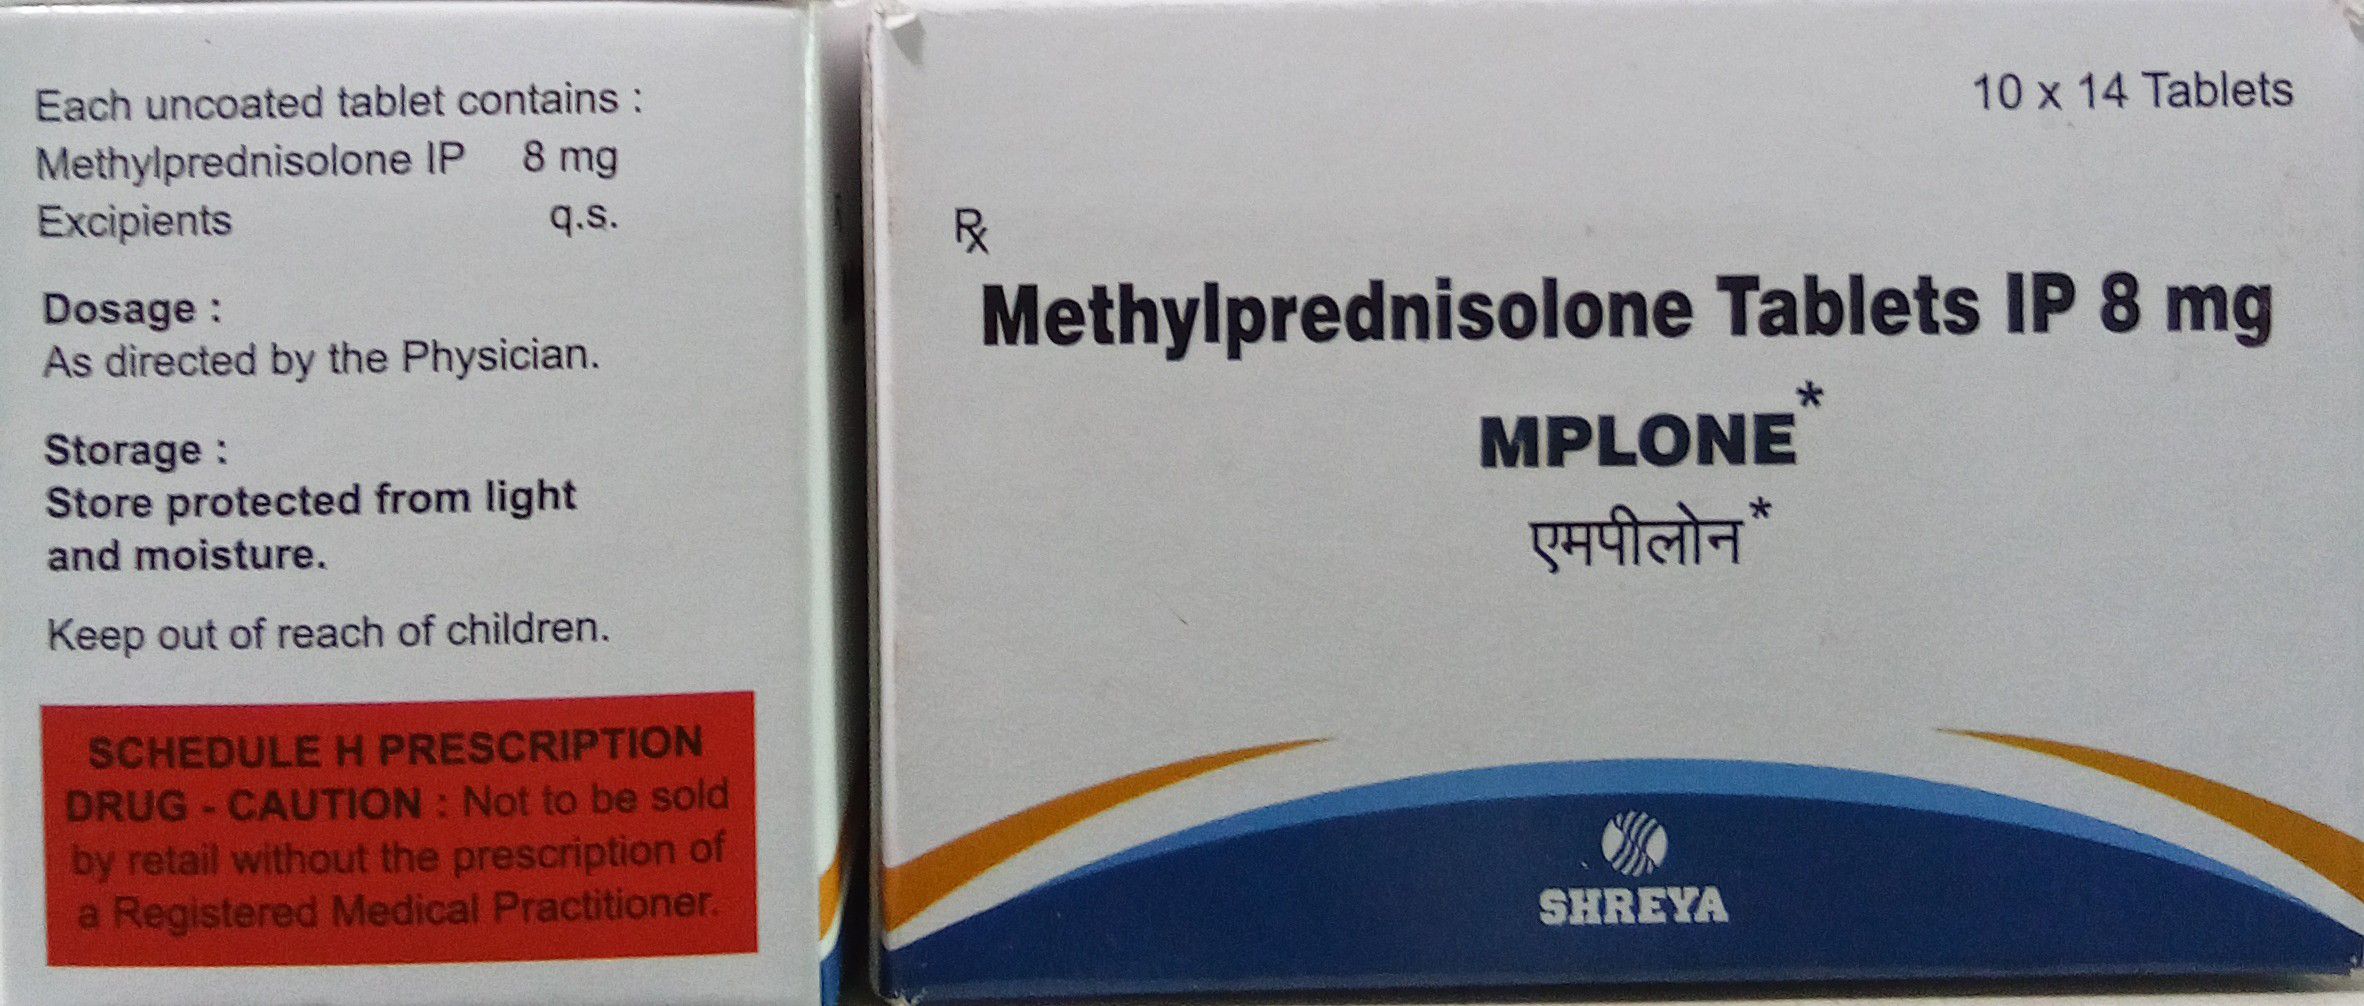 Each uncoated tablet contains :
Methylprednisolone IP 8 mg
Excipients q.s.
Dosage :
As directed by the Physician.
Storage :
Store protected from light
and moisture.
Keep out of reach of children.
SCHEDULE H PRESCRIPTION
DRUG - CAUTION : Not to be sold
by retail without the prescription of
a Registered Medical Practitioner.
10 x 14 Tablets
℞
Methylprednisolone Tablets IP 8 mg
MPLONE*
एमपीलोन*
SHREYA